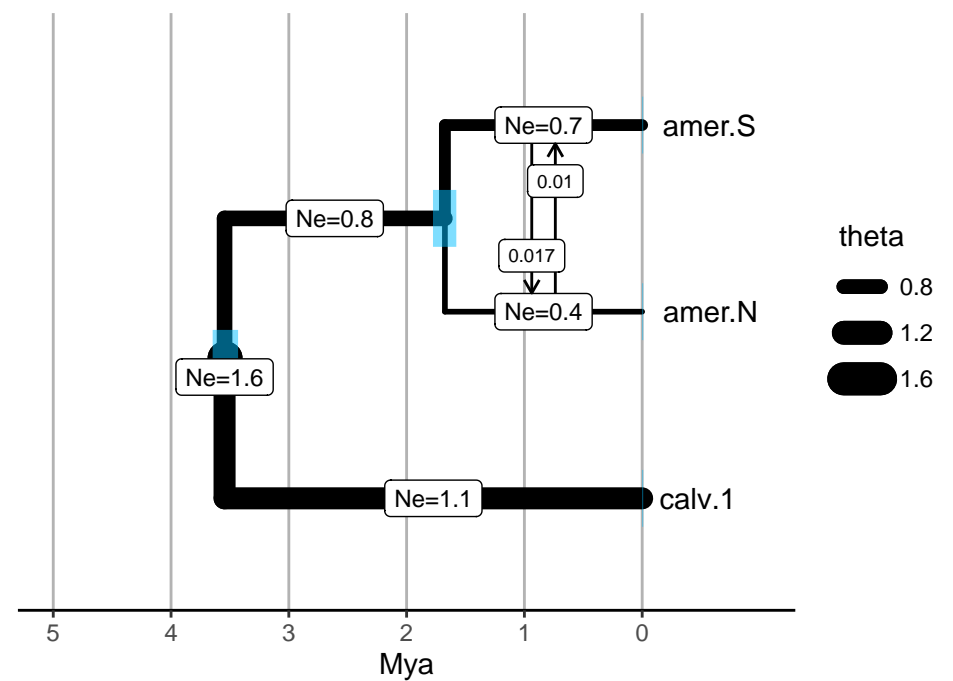 Ne=0.7
amer.S
0.01
Ne=0.8
theta
0.017
0.8
Ne=0.4
amer.N
1.2
Ne=1.6
1.6
Ne=1.1
calv.1
5 4 3 2 1 0
Mya